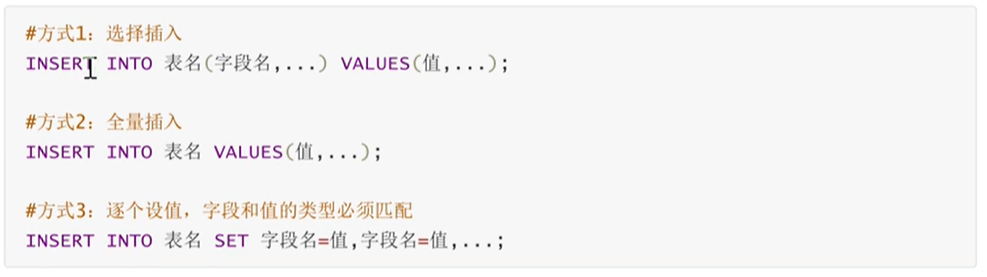 #方式1：选择插入
INSERT INTO 表名(字段名,...) VALUES(值,...);
#方式2：全量插入
INSERT INTO 表名 VALUES(值,...);
#方式3：逐个设值，字段和值的类型必须匹配
INSERT INTO 表名 SET 字段名=值,字段名=值,...;